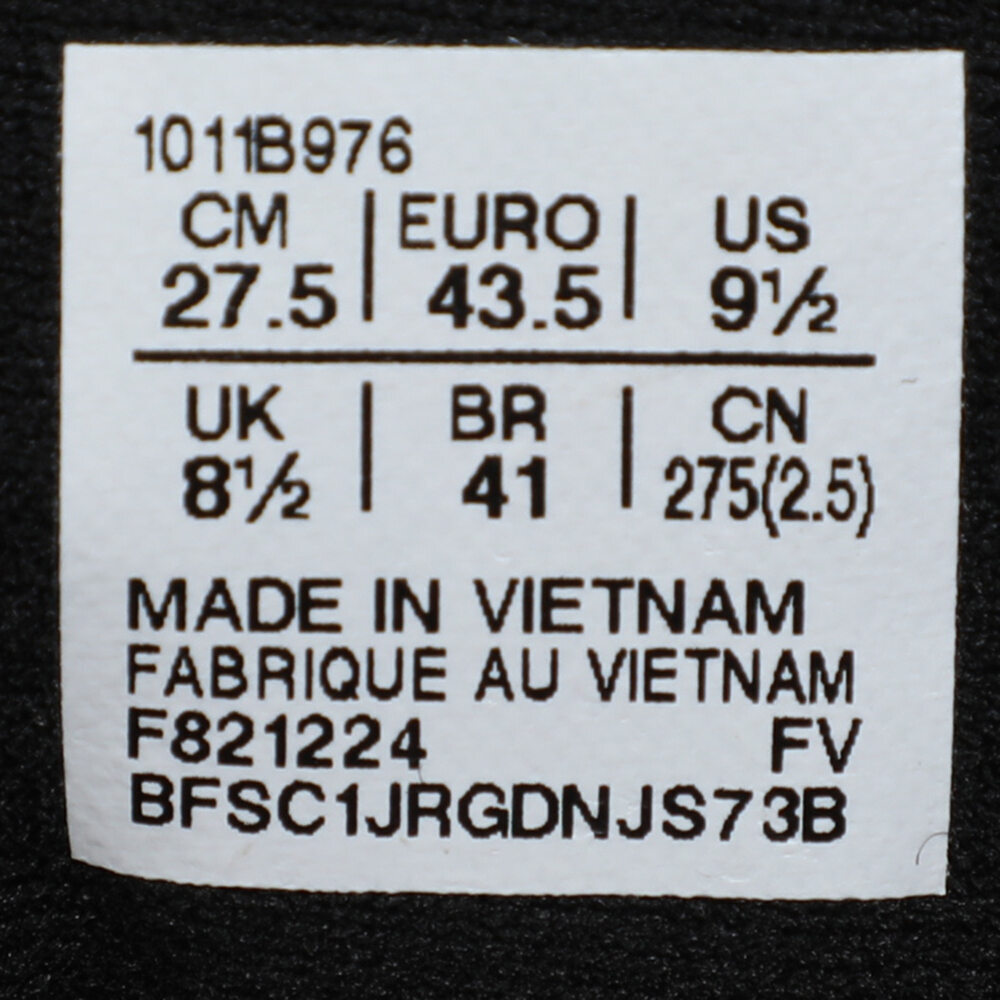 1011B976
CM EURO US
27.5 43.5 9½
UK BR CN
8½ 41 275(2.5)
MADE IN VIETNAM
FABRIQUE AU VIETNAM
F821224 FV
BFSC1JRGDNJS73B